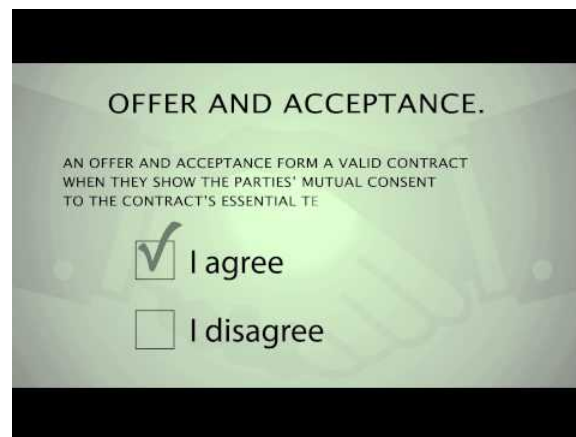 OFFER AND ACCEPTANCE.
AN OFFER AND ACCEPTANCE FORM A VALID CONTRACT
WHEN THEY SHOW THE PARTIES' MUTUAL CONSENT
TO THE CONTRACT'S ESSENTIAL TE
I agree
I disagree